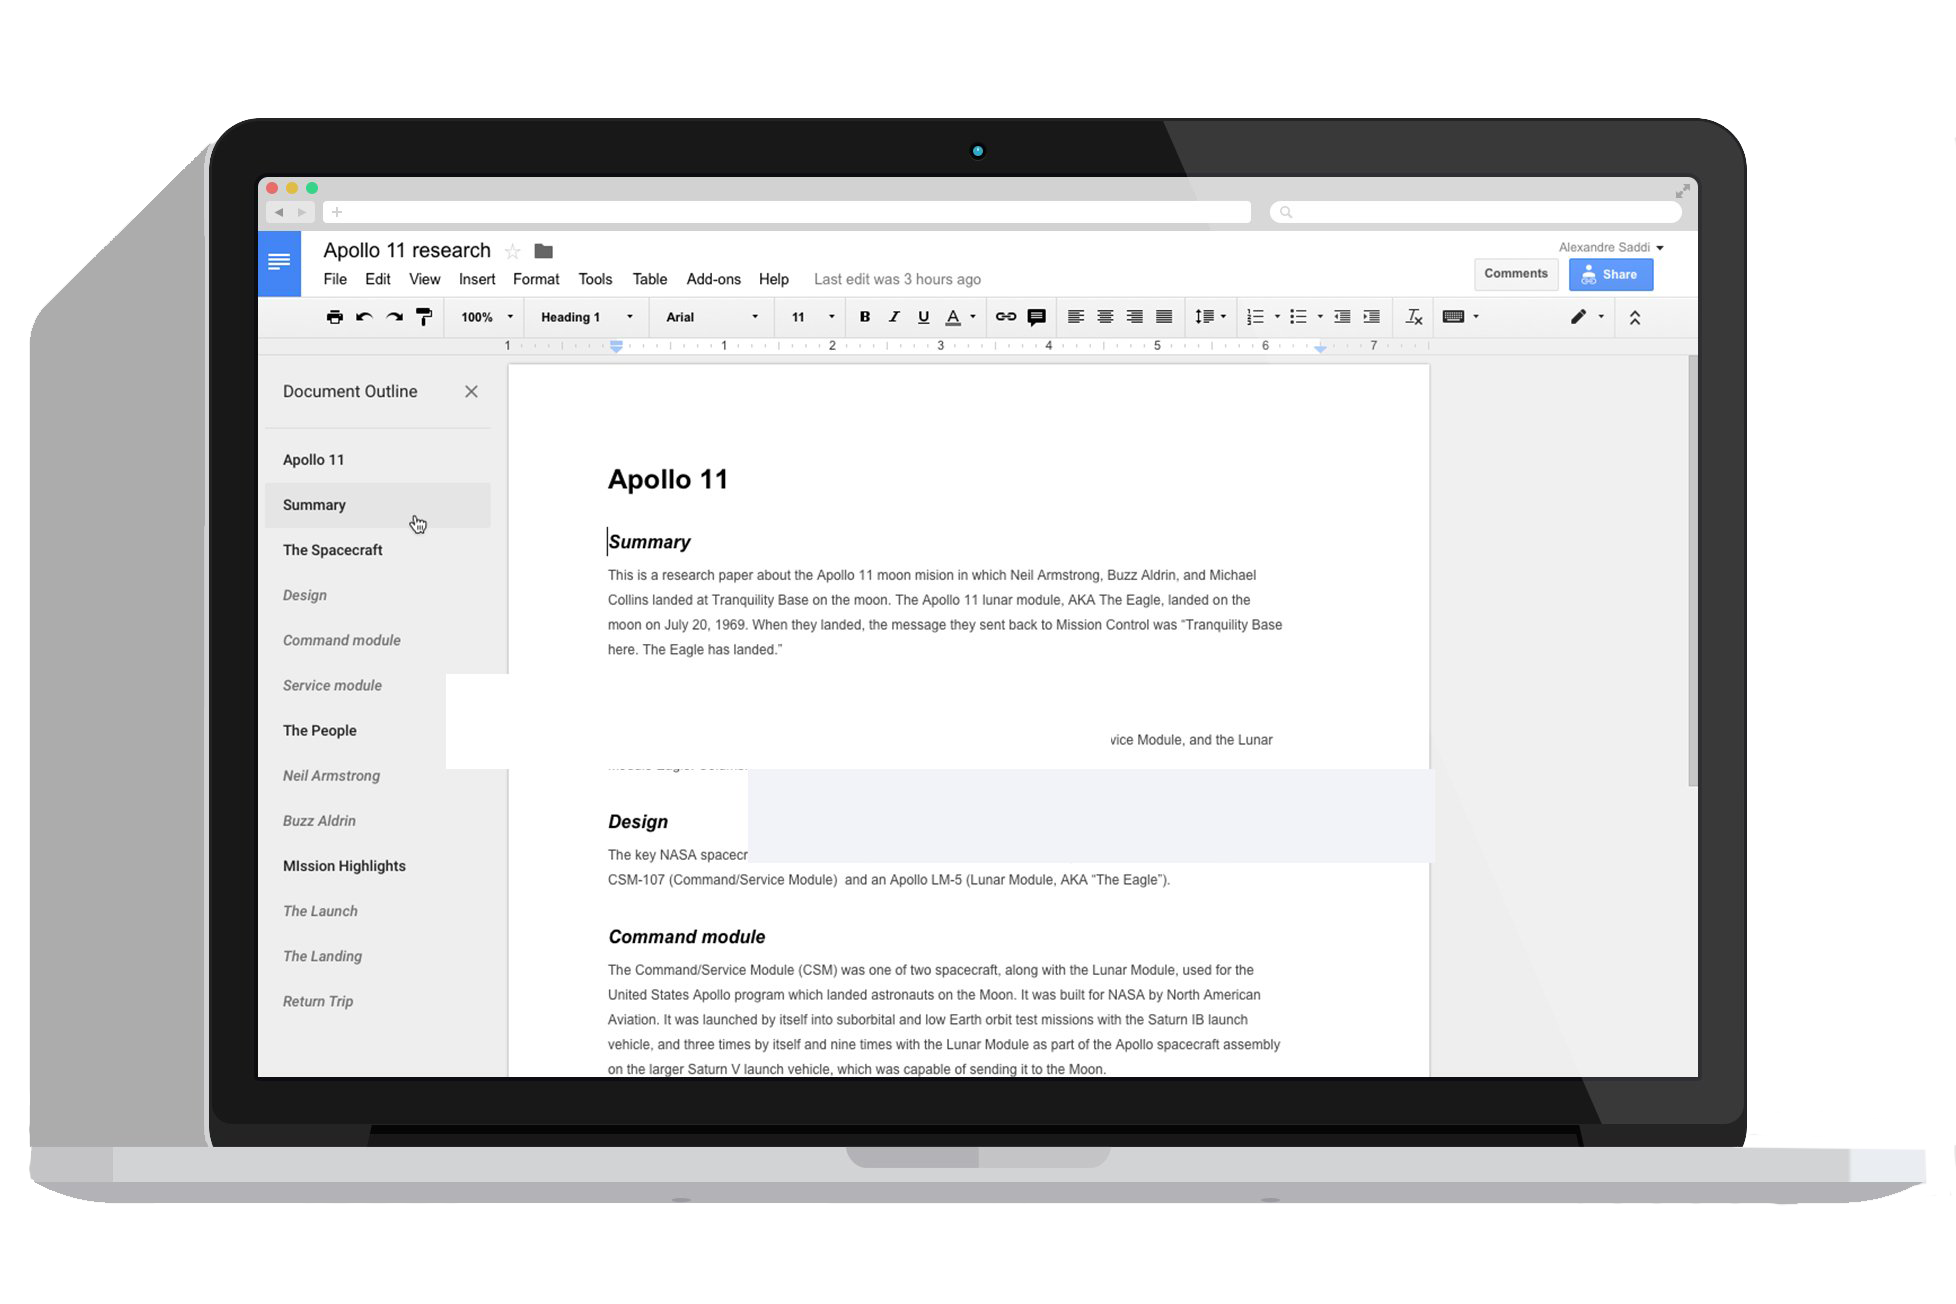 Apollo 11 research
Alexandre Saddi
File Edit View Insert Format Tools Table Add-ons Help Last edit was 3 hours ago
Comments Share
100% Heading 1 Arial 11 B I U A
1 1 2 3 4 5 6 7
Document Outline
Apollo 11
Summary
The Spacecraft
Design
Command module
Service module
The People
Neil Armstrong
Buzz Aldrin
MIssion Highlights
The Launch
The Landing
Return Trip
Apollo 11
Summary
This is a research paper about the Apollo 11 moon mision in which Neil Armstrong, Buzz Aldrin, and Michael
Collins landed at Tranquility Base on the moon. The Apollo 11 lunar module, AKA The Eagle, landed on the
moon on July 20, 1969. When they landed, the message they sent back to Mission Control was “Tranquility Base
here. The Eagle has landed.”
vice Module, and the Lunar
Design
The key NASA spacecr
CSM-107 (Command/Service Module) and an Apollo LM-5 (Lunar Module, AKA “The Eagle”).
Command module
The Command/Service Module (CSM) was one of two spacecraft, along with the Lunar Module, used for the
United States Apollo program which landed astronauts on the Moon. It was built for NASA by North American
Aviation. It was launched by itself into suborbital and low Earth orbit test missions with the Saturn IB launch
vehicle, and three times by itself and nine times with the Lunar Module as part of the Apollo spacecraft assembly
on the larger Saturn V launch vehicle, which was capable of sending it to the Moon.